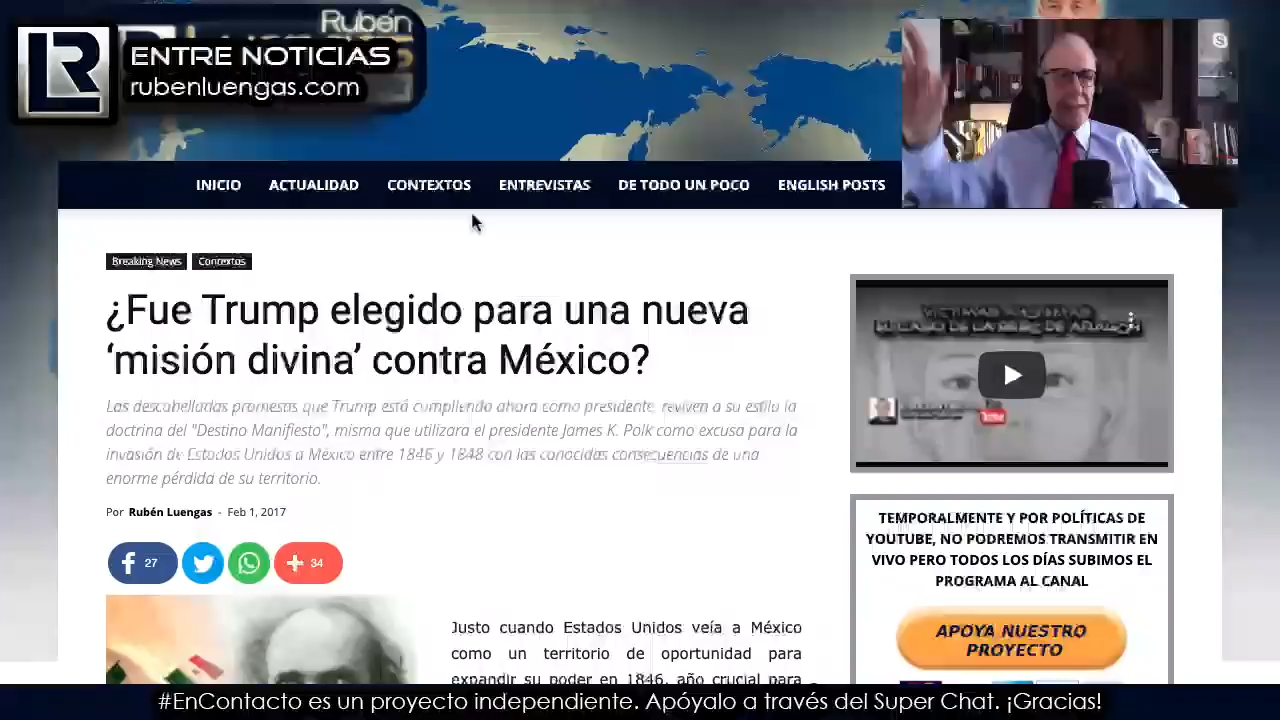 Rubén
LR
ENTRE NOTICIAS
rubenluengas.com
INICIO
ACTUALIDAD
CONTEXTOS
ENTREVISTAS
DE TODO UN POCO
ENGLISH POSTS
Breaking News
Contextos
¿Fue Trump elegido para una nueva
‘misión divina’ contra México?
Las descabelladas promesas que Trump está cumpliendo ahora como presidente, reviven a su estilo la
doctrina del "Destino Manifiesto", misma que utilizara el presidente James K. Polk como excusa para la
invasión de Estados Unidos a México entre 1846 y 1848 con las conocidas consecuencias de una
enorme pérdida de su territorio.
Por Rubén Luengas - Feb 1, 2017
27
34
Justo cuando Estados Unidos veía a México
como un territorio de oportunidad para
expandir su poder en 1846, año crucial para
TEMPORALMENTE Y POR POLÍTICAS DE
YOUTUBE, NO PODREMOS TRANSMITIR EN
VIVO PERO TODOS LOS DÍAS SUBIMOS EL
PROGRAMA AL CANAL
APOYA NUESTRO
PROYECTO
#EnContacto es un proyecto independiente. Apóyalo a través del Super Chat. ¡Gracias!